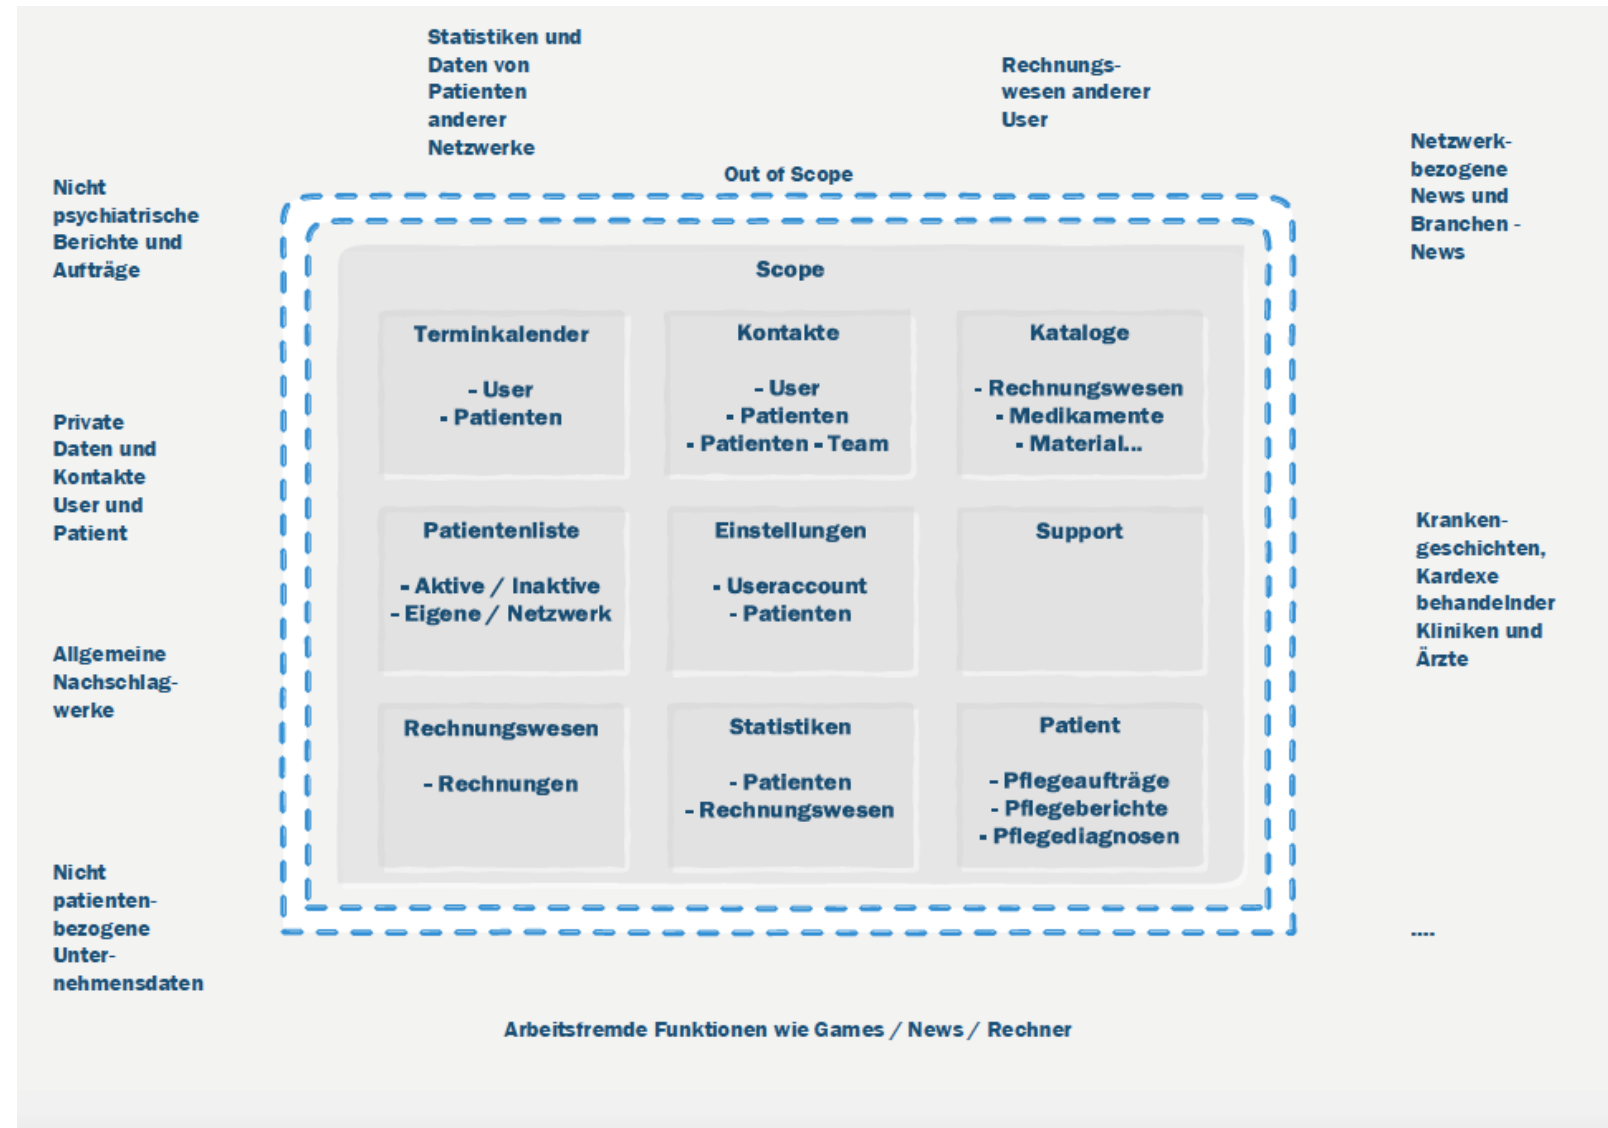 Statistiken und
Daten von
Patienten
anderer
Netzwerke
Rechnungs-
wesen anderer
User
Netzwerk-
bezogene
News und
Branchen -
News
Out of Scope
Nicht
psychiatrische
Berichte und
Aufträge
Scope
Terminkalender
- User
- Patienten
Kontakte
- User
- Patienten
- Patienten - Team
Kataloge
- Rechnungswesen
- Medikamente
- Material...
Private
Daten und
Kontakte
User und
Patient
Patientenliste
- Aktive / Inaktive
- Eigene / Netzwerk
Einstellungen
- Useraccount
- Patienten
Support
Kranken-
geschichten,
Kardexe
behandelnder
Kliniken und
Ärzte
Allgemeine
Nachschlag-
werke
Rechnungswesen
- Rechnungen
Statistiken
- Patienten
- Rechnungswesen
Patient
- Pflegeaufträge
- Pflegeberichte
- Pflegediagnosen
Nicht
patienten-
bezogene
Unter-
nehmensdaten
....
Arbeitsfremde Funktionen wie Games / News / Rechner